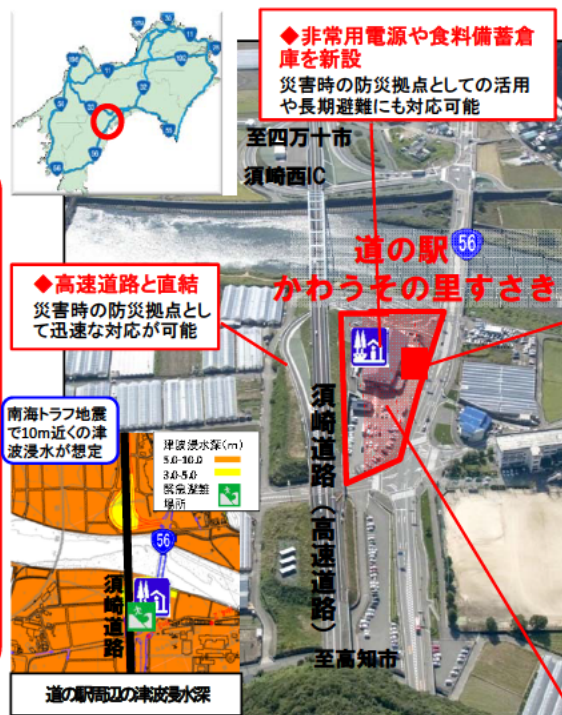 ◆非常用電源や食料備蓄倉
庫を新設
災害時の防災拠点としての活用
や長期避難にも対応可能
至四万十市
須崎西IC
56
道の駅
かわうその里すさき
◆高速道路と直結
災害時の防災拠点とし
て迅速な対応が可能
須崎道路(高速道路)
南海トラフ地震
で10m近くの津
波浸水が想定
津波浸水深(m)
5.0-10.0
3.0-5.0
緊急避難
場所
56
須崎道路
至高知市
道の駅周辺の津波浸水深
11
32
33
56
55
56